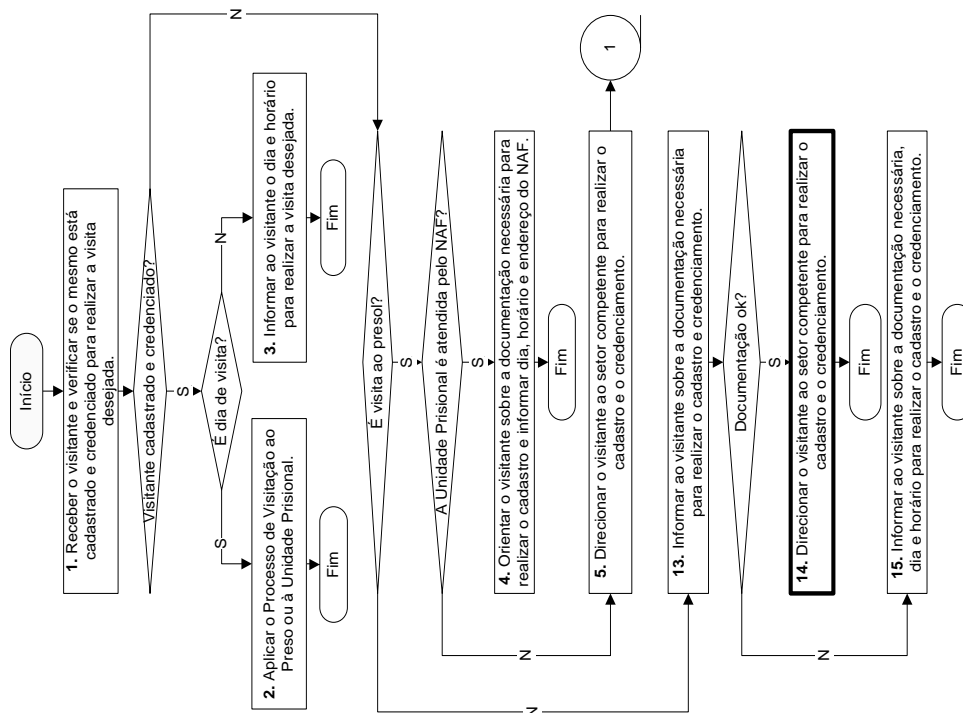 Início
1. Receber o visitante e verificar se o mesmo está
cadastrado e credenciado para realizar a visita
desejada.
Visitante cadastrado e credenciado?
N
S
É dia de visita?
S
N
2. Aplicar o Processo de Visitação ao
Preso ou à Unidade Prisional.
Fim
3. Informar ao visitante o dia e horário
para realizar a visita desejada.
Fim
É visita ao presol?
N
S
A Unidade Prisional é atendida pelo NAF?
N
S
4. Orientar o visitante sobre a documentação necessária para
realizar o cadastro e informar dia, horário e endereço do NAF.
Fim
5. Direcionar o visitante ao setor competente para realizar o
cadastro e o credenciamento.
1
13. Informar ao visitante sobre a documentação necessária
para realizar o cadastro e credenciamento.
Documentação ok?
N
S
14. Direcionar o visitante ao setor competente para realizar o
cadastro e o credenciamento.
Fim
15. Informar ao visitante sobre a documentação necessária,
dia e horário para realizar o cadastro e o credenciamento.
Fim